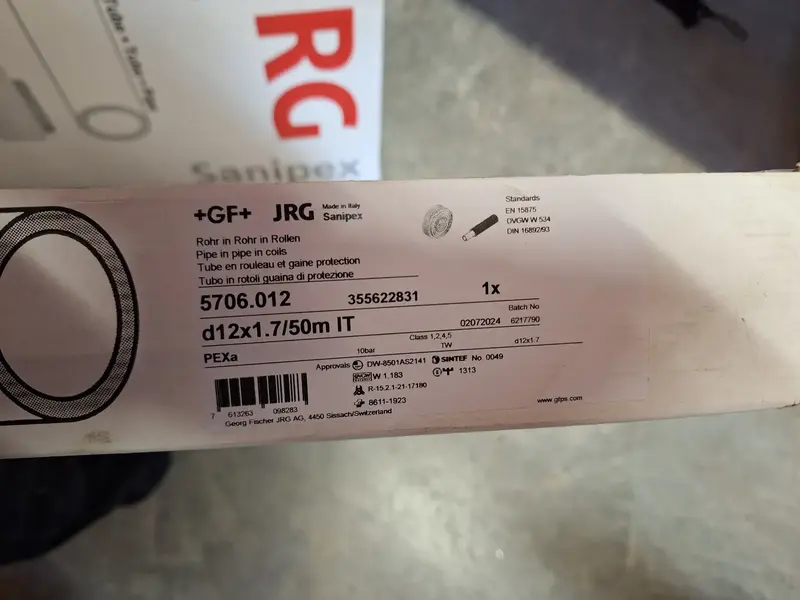 JRG
Sanipex
+GF+ JRG Made in Italy Sanipex
Rohr in Rohr in Rollen
Pipe in pipe in coils
Tube en rouleau et gaine protection
Tubo in rotoli guaina di protezione
Standards
EN 15875
DVGW W 534
DIN 16892/93
5706.012 355622831 1x
d12x1.7/50m IT 02072024
Batch No
6217790
PEXa 10bar Class 1,2,4,5
TW
d12x1.7
Approvals DW-8501AS2141 SINTEF No. 0049
W 1.183 1313
R-15.2.1-21-17180
8611-1923
7 613263 098283
Georg Fischer JRG AG, 4450 Sissach/Switzerland
www.gfps.com